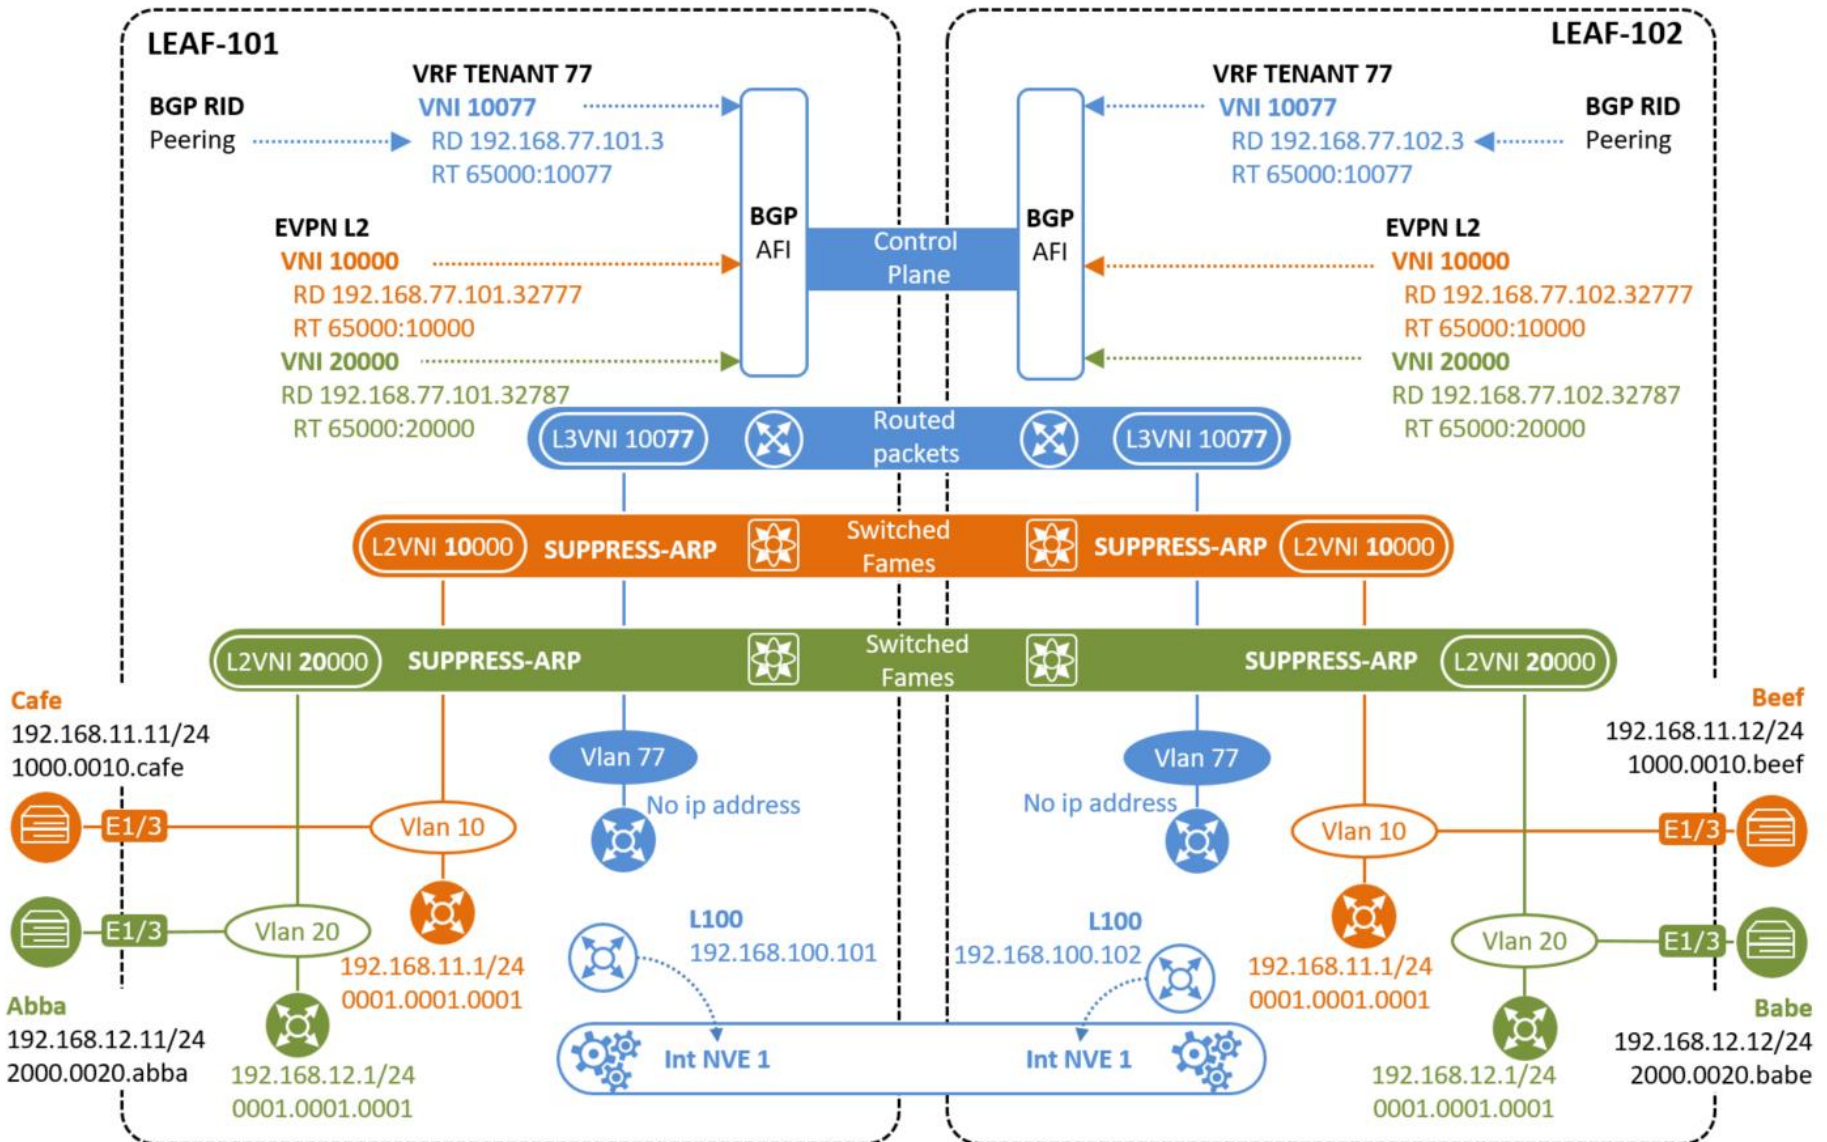 LEAF-101
VRF TENANT 77
BGP RID
Peering
VNI 10077
RD 192.168.77.101.3
RT 65000:10077
EVPN L2
VNI 10000
RD 192.168.77.101.32777
RT 65000:10000
VNI 20000
RD 192.168.77.101.32787
RT 65000:20000
BGP
AFI
Control
Plane
LEAF-102
VRF TENANT 77
VNI 10077
RD 192.168.77.102.3
RT 65000:10077
BGP RID
Peering
BGP
AFI
EVPN L2
VNI 10000
RD 192.168.77.102.32777
RT 65000:10000
VNI 20000
RD 192.168.77.102.32787
RT 65000:20000
L3VNI 10077
Routed
packets
L3VNI 10077
L2VNI 10000
SUPPRESS-ARP
Switched
Fames
SUPPRESS-ARP
L2VNI 10000
L2VNI 20000
SUPPRESS-ARP
Switched
Fames
SUPPRESS-ARP
L2VNI 20000
Cafe
192.168.11.11/24
1000.0010.cafe
E1/3
Vlan 10
Vlan 77
No ip address
E1/3
Vlan 20
192.168.11.1/24
0001.0001.0001
Abba
192.168.12.11/24
2000.0020.abba
192.168.12.1/24
0001.0001.0001
L100
192.168.100.101
Int NVE 1
Vlan 77
No ip address
Vlan 10
E1/3
Beef
192.168.11.12/24
1000.0010.beef
L100
192.168.100.102
Int NVE 1
192.168.11.1/24
0001.0001.0001
Vlan 20
E1/3
Babe
192.168.12.12/24
2000.0020.babe
192.168.12.1/24
0001.0001.0001